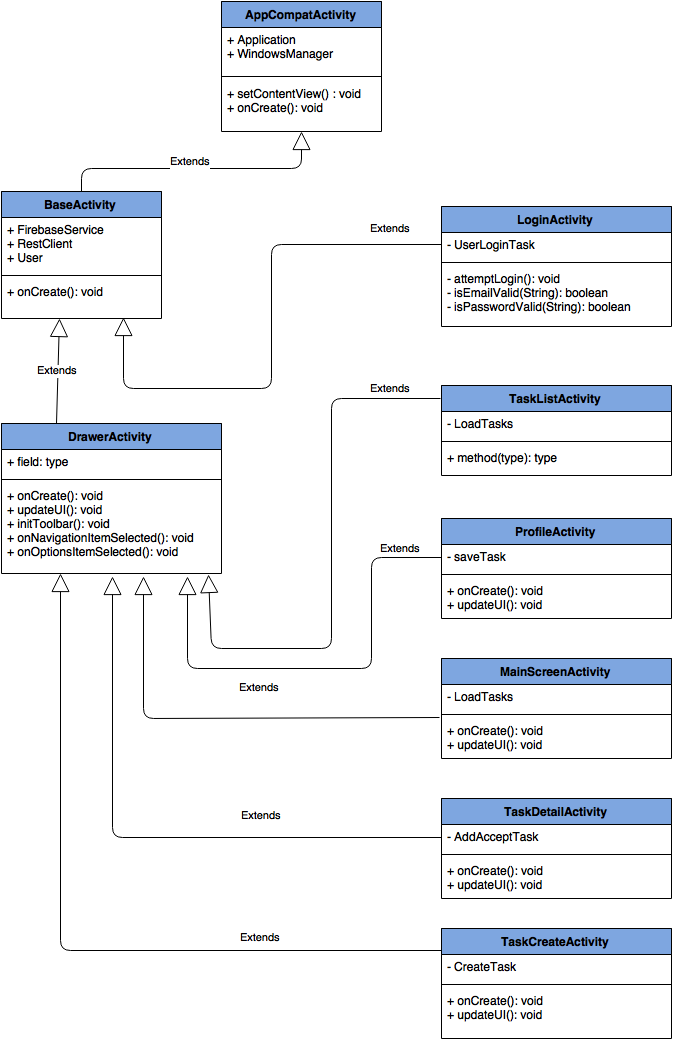 AppCompatActivity
+ Application
+ WindowsManager
+ setContentView() : void
+ onCreate(): void
Extends
BaseActivity
+ FirebaseService
+ RestClient
+ User
+ onCreate(): void
Extends
LoginActivity
- UserLoginTask
- attemptLogin(): void
- isEmailValid(String): boolean
- isPasswordValid(String): boolean
Extends
DrawerActivity
+ field: type
+ onCreate(): void
+ updateUI(): void
+ initToolbar(): void
+ onNavigationItemSelected(): void
+ onOptionsItemSelected(): void
Extends
TaskListActivity
- LoadTasks
+ method(type): type
Extends
ProfileActivity
- saveTask
+ onCreate(): void
+ updateUI(): void
Extends
MainScreenActivity
- LoadTasks
+ onCreate(): void
+ updateUI(): void
Extends
TaskDetailActivity
- AddAcceptTask
+ onCreate(): void
+ updateUI(): void
Extends
TaskCreateActivity
- CreateTask
+ onCreate(): void
+ updateUI(): void